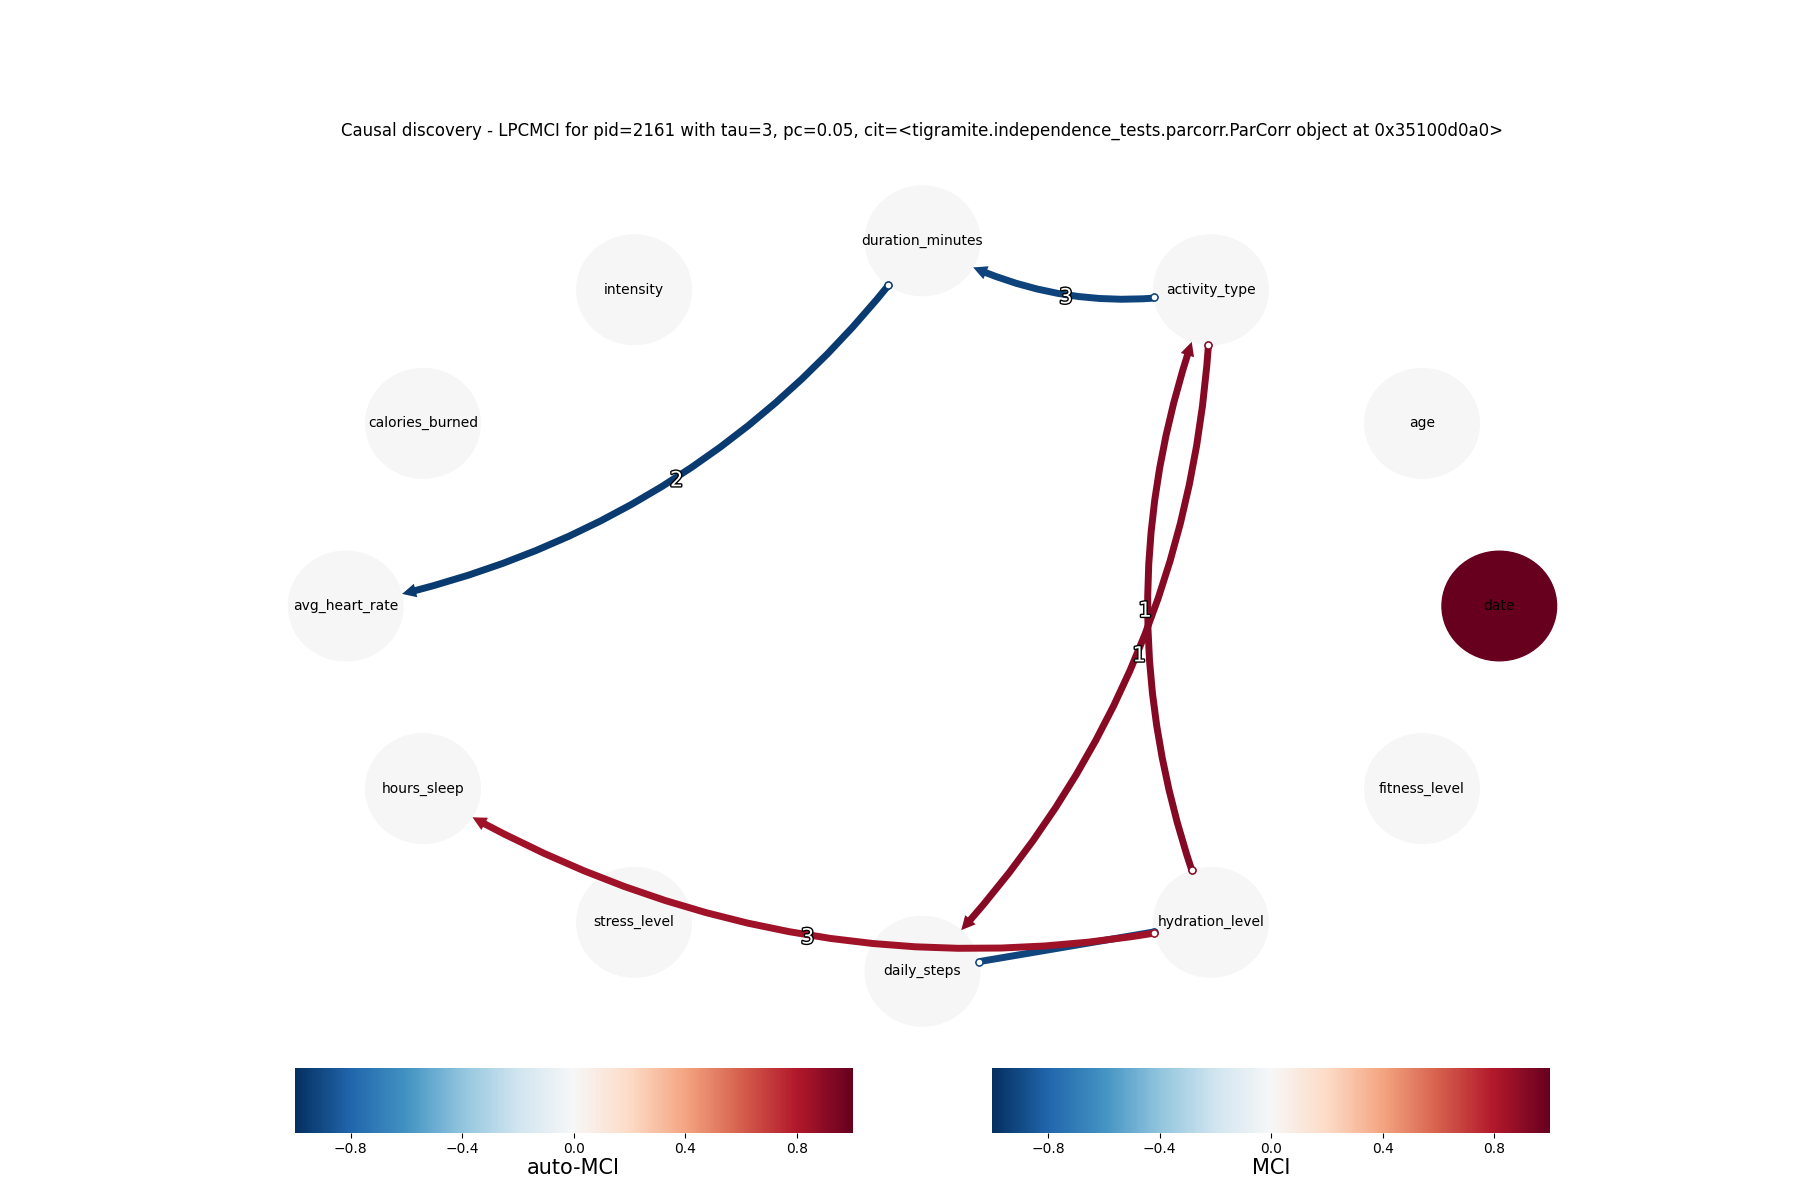 Causal discovery - LPCMCI for pid=2161 with tau=3, pc=0.05, cit=<tigramite.independence_tests.parcorr.ParCorr object at 0x35100d0a0>
duration_minutes
intensity
activity_type
3
calories_burned
age
2
avg_heart_rate
date
1
1
hours_sleep
fitness_level
stress_level
hydration_level
3
daily_steps
−0.8 −0.4 0.0 0.4 0.8
auto-MCI
−0.8 −0.4 0.0 0.4 0.8
MCI